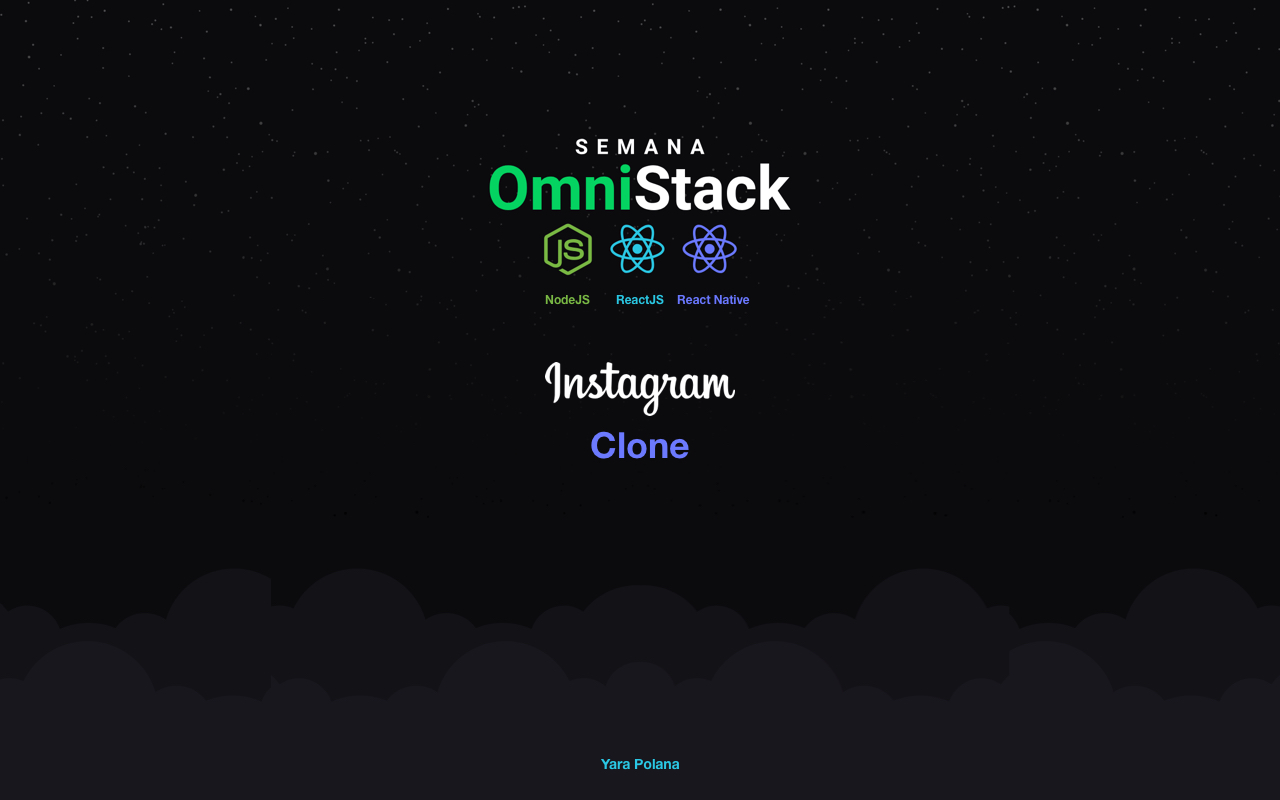 SEMANA
OmniStack
JS
NodeJS ReactJS React Native
Instagram
Clone
Yara Polana